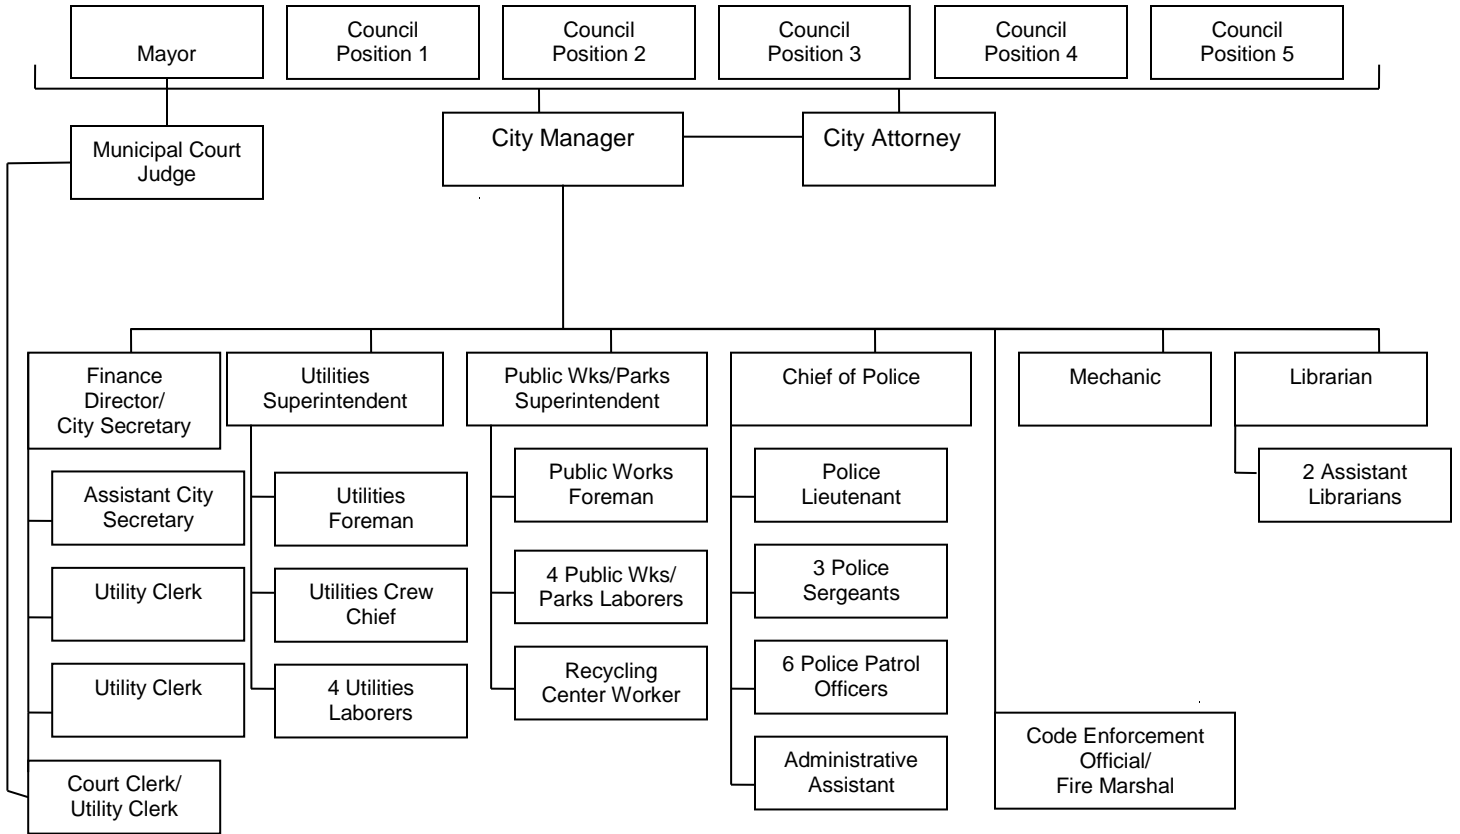 Mayor
Council
Position 1
Council
Position 2
Council
Position 3
Council
Position 4
Council
Position 5
Municipal Court
Judge
City Manager
City Attorney
Finance
Director/
City Secretary
Utilities
Superintendent
Public Wks/Parks
Superintendent
Chief of Police
Mechanic
Librarian
Assistant City
Secretary
Utility Clerk
Utility Clerk
Court Clerk/
Utility Clerk
Utilities
Foreman
Utilities Crew
Chief
4 Utilities
Laborers
Public Works
Foreman
4 Public Wks/
Parks Laborers
Recycling
Center Worker
Police
Lieutenant
3 Police
Sergeants
6 Police Patrol
Officers
Administrative
Assistant
Code Enforcement
Official/
Fire Marshal
2 Assistant
Librarians